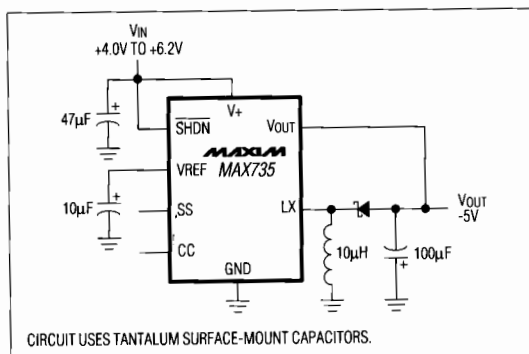 VIN
+4.0V TO +6.2V
47µF
+
V+
SHDN
VOUT
MAXIM
MAX735
VREF
+
10µF
SS
LX
VOUT
-5V
CC
10µH
100µF
+
GND
CIRCUIT USES TANTALUM SURFACE-MOUNT CAPACITORS.